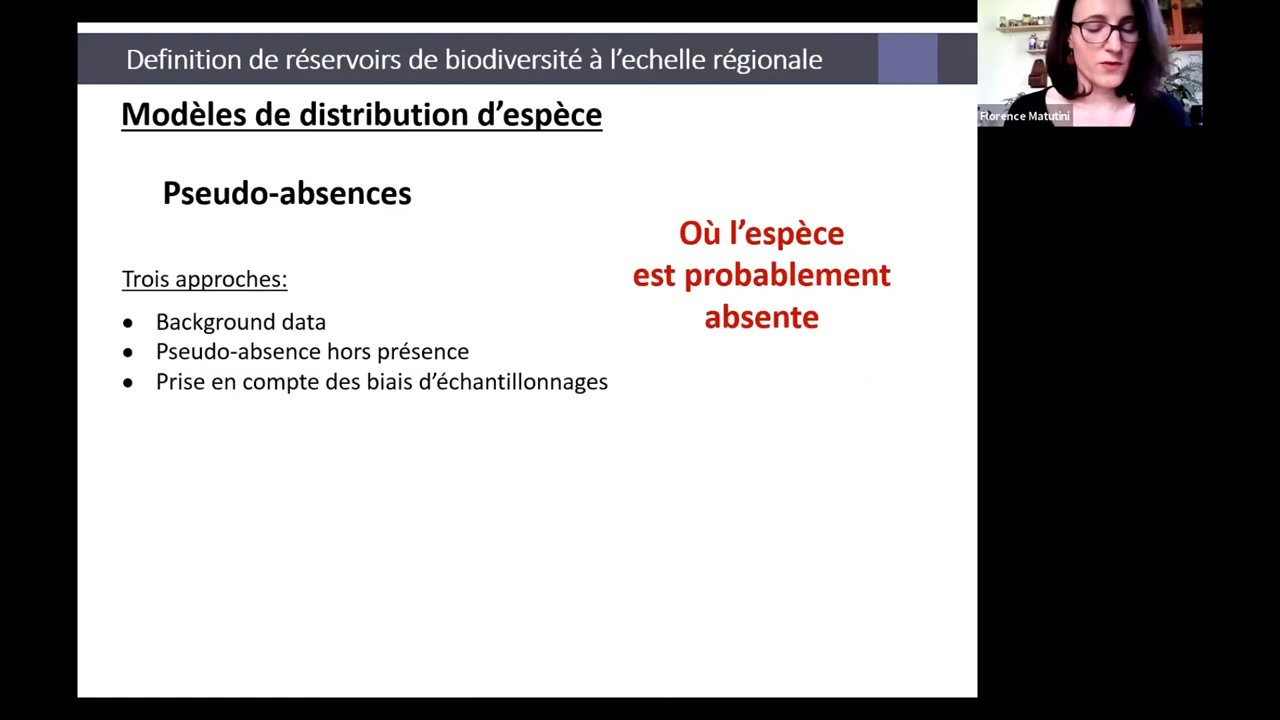 Definition de réservoirs de biodiversité à l’echelle régionale
Modèles de distribution d’espèce
Pseudo-absences
Où l’espèce
est probablement
absente
Trois approches:
● Background data
● Pseudo-absence hors présence
● Prise en compte des biais d’échantillonnages
Florence Matutini